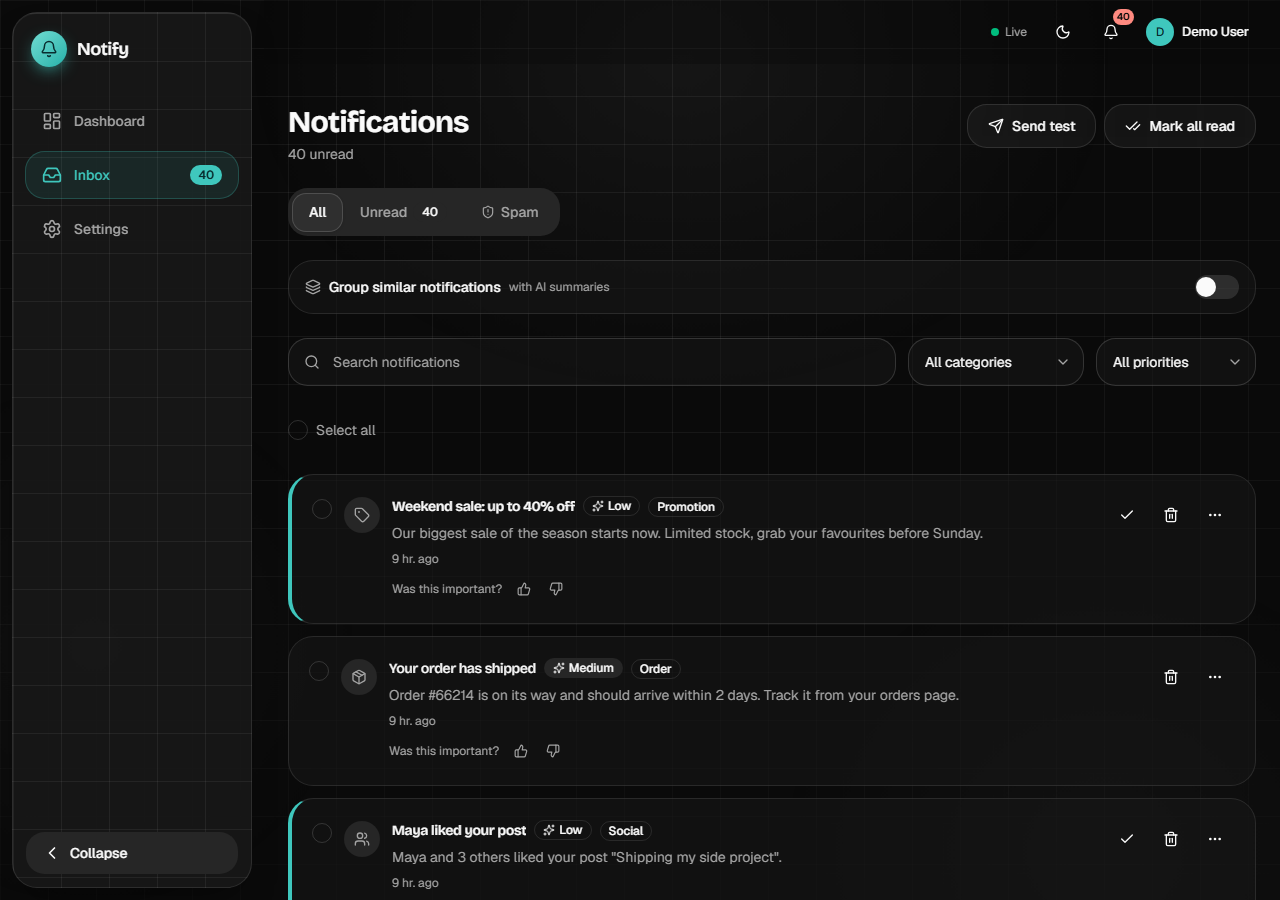 Notify
Dashboard
Inbox 40
Settings
Collapse
Live
40
D Demo User
Notifications
40 unread
Send test
Mark all read
All
Unread 40
Spam
Group similar notifications with AI summaries
Search notifications
All categories
All priorities
Select all
Weekend sale: up to 40% off Low Promotion
Our biggest sale of the season starts now. Limited stock, grab your favourites before Sunday.
9 hr. ago
Was this important?
Your order has shipped Medium Order
Order #66214 is on its way and should arrive within 2 days. Track it from your orders page.
9 hr. ago
Was this important?
Maya liked your post Low Social
Maya and 3 others liked your post "Shipping my side project".
9 hr. ago